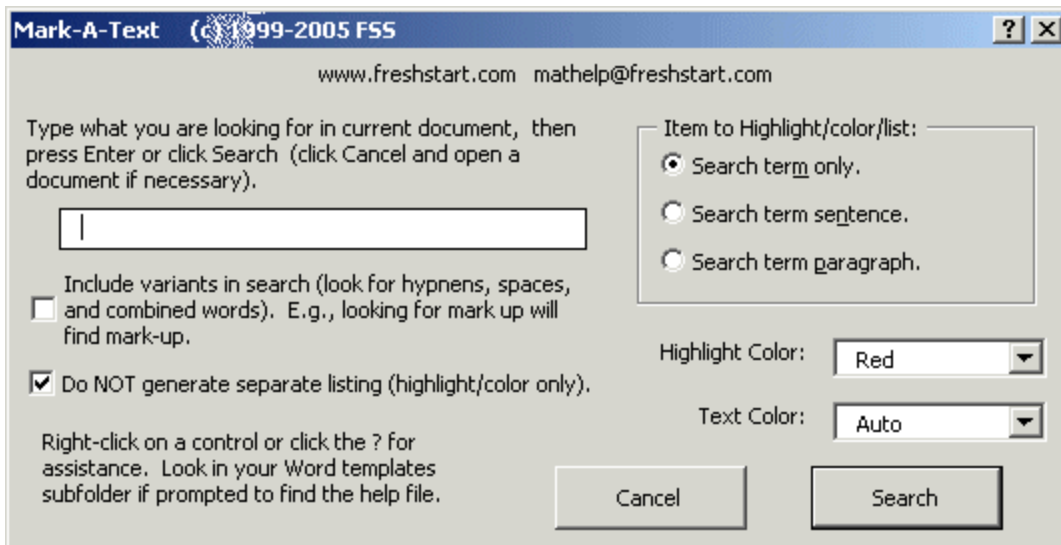 Mark-A-Text (c) 1999-2005 FSS
?
www.freshstart.com mathelp@freshstart.com
Type what you are looking for in current document, then
press Enter or click Search (click Cancel and open a
document if necessary).
Include variants in search (look for hypnens, spaces,
and combined words). E.g., looking for mark up will
find mark-up.
Do NOT generate separate listing (highlight/color only).
Right-click on a control or click the ? for
assistance. Look in your Word templates
subfolder if prompted to find the help file.
Item to Highlight/color/list:
Search term only.
Search term sentence.
Search term paragraph.
Highlight Color: Red
Text Color: Auto
Cancel Search